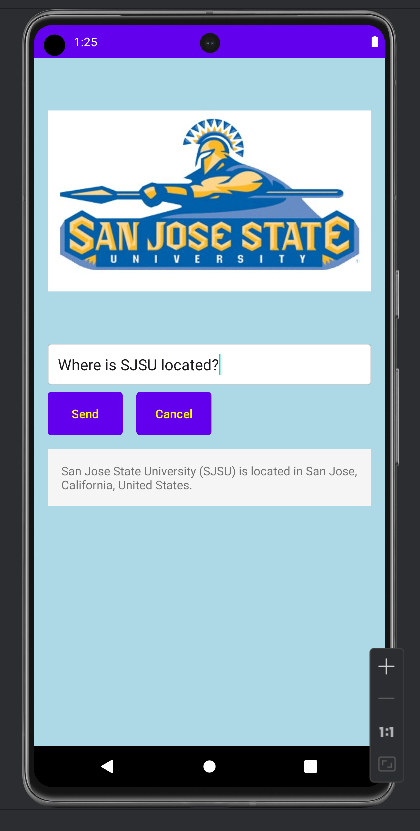 1:25
SAN JOSE STATE
UNIVERSITY
Where is SJSU located?
Send
Cancel
San Jose State University (SJSU) is located in San Jose,
California, United States.
1:1